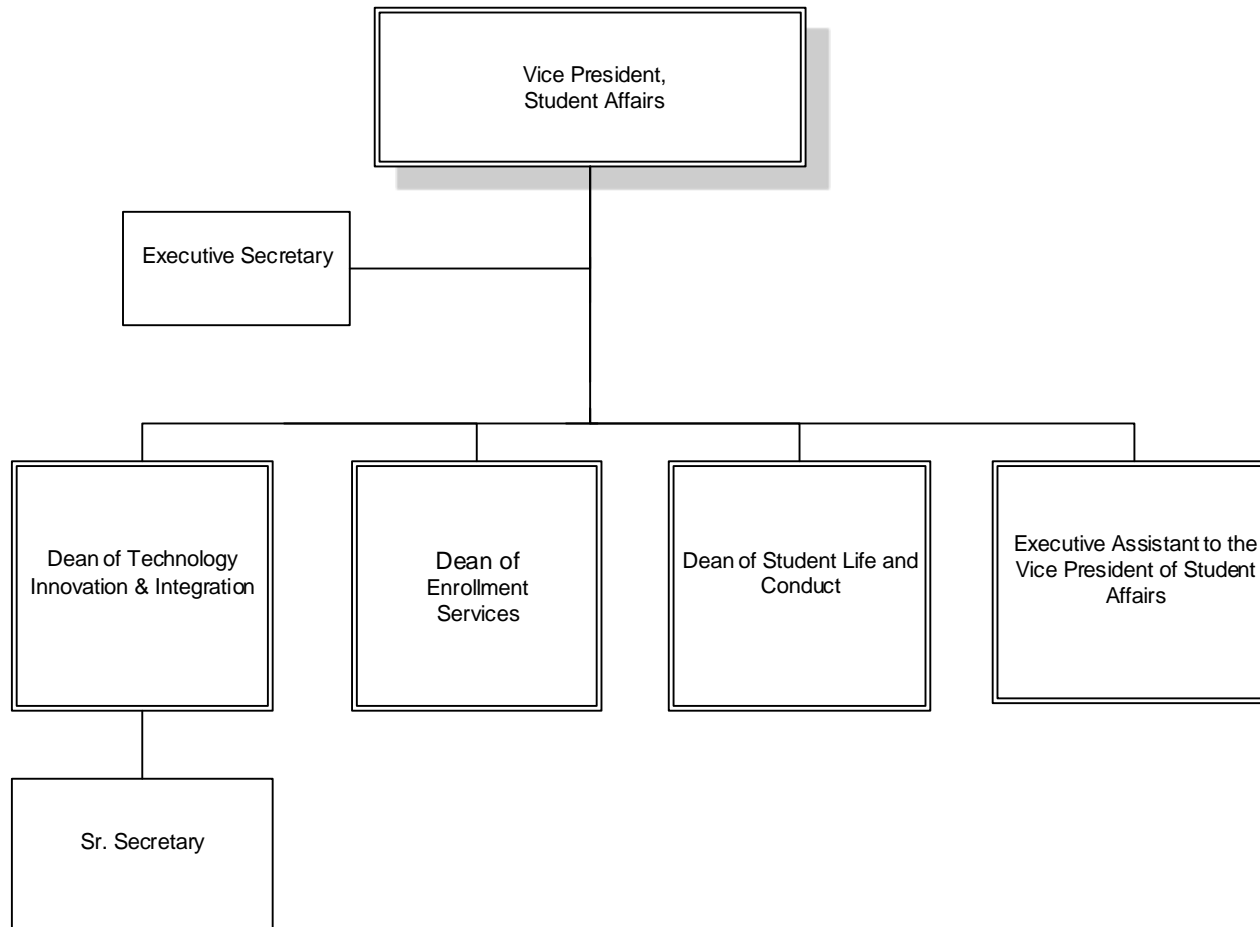 Vice President,
Student Affairs
Executive Secretary
Dean of Technology
Innovation & Integration
Dean of
Enrollment
Services
Dean of Student Life and
Conduct
Executive Assistant to the
Vice President of Student
Affairs
Sr. Secretary